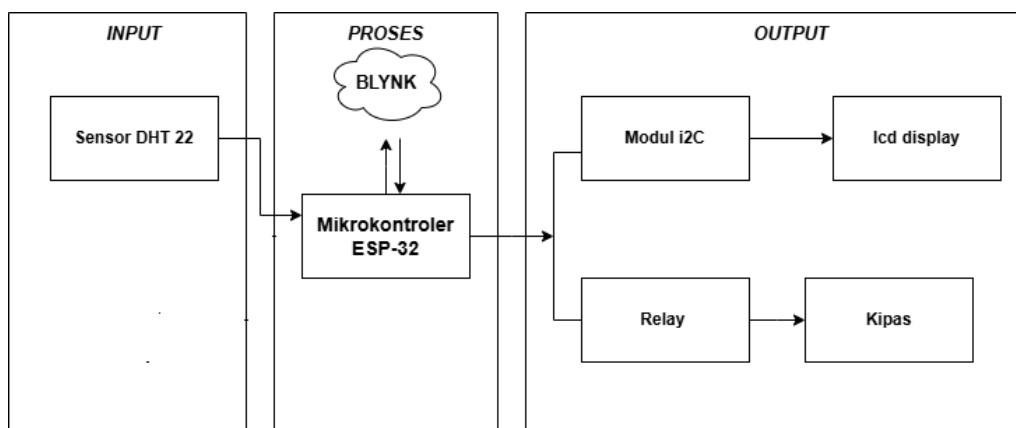 INPUT
Sensor DHT 22
PROSES
BLYNK
Mikrokontroler
ESP-32
OUTPUT
Modul i2C
lcd display
Relay
Kipas